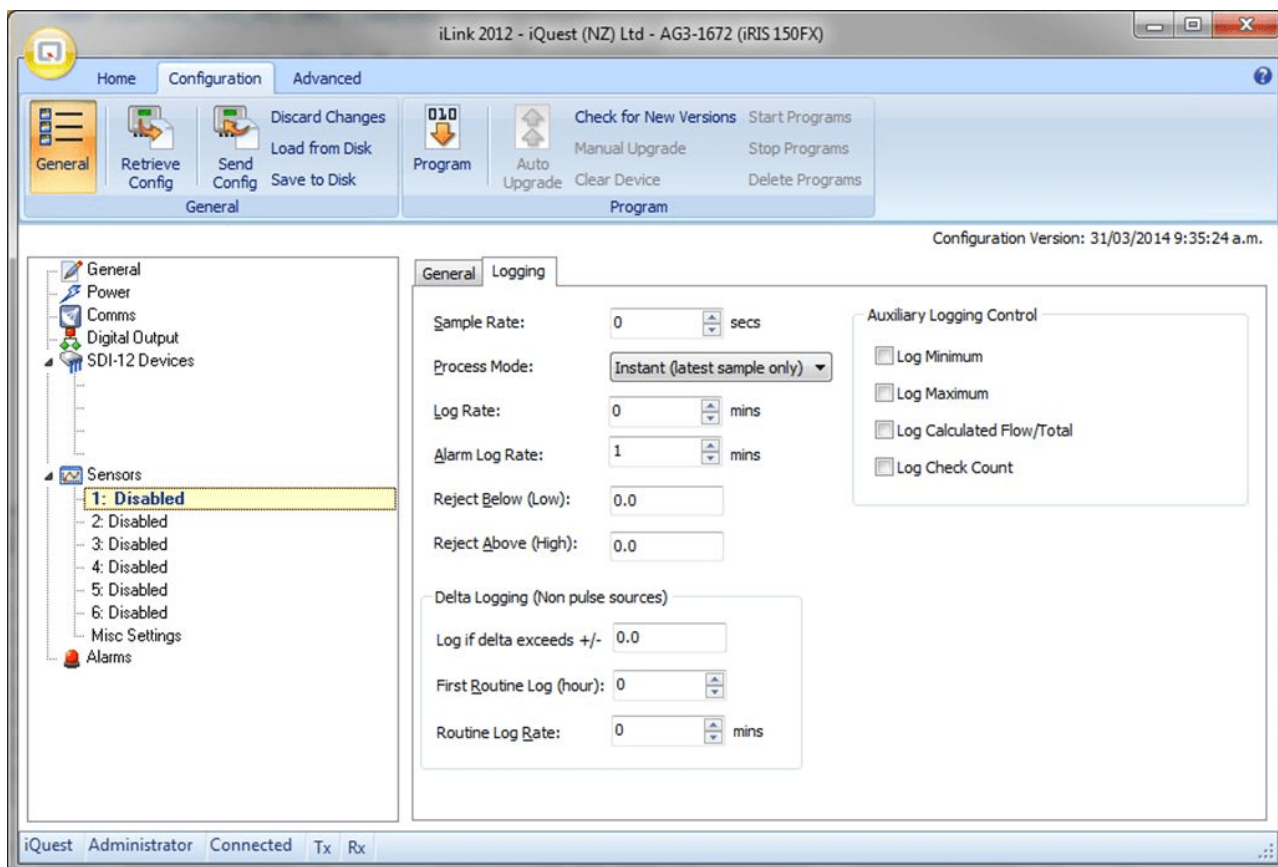 iLink 2012 - iQuest (NZ) Ltd - AG3-1672 (iRIS 150FX)
Home Configuration Advanced
General
Retrieve Config
Send Config
Discard Changes
Load from Disk
Save to Disk
General
010
Program
Auto Upgrade
Check for New Versions
Manual Upgrade
Clear Device
Start Programs
Stop Programs
Delete Programs
Program
Configuration Version: 31/03/2014 9:35:24 a.m.
General
Power
Comms
Digital Output
SDI-12 Devices
Sensors
1: Disabled
2: Disabled
3: Disabled
4: Disabled
5: Disabled
6: Disabled
Misc Settings
Alarms
General Logging
Sample Rate: 0 secs
Process Mode: Instant (latest sample only)
Log Rate: 0 mins
Alarm Log Rate: 1 mins
Reject Below (Low): 0.0
Reject Above (High): 0.0
Delta Logging (Non pulse sources)
Log if delta exceeds +/- 0.0
First Routine Log (hour): 0
Routine Log Rate: 0 mins
Auxiliary Logging Control
Log Minimum
Log Maximum
Log Calculated Flow/Total
Log Check Count
iQuest Administrator Connected Tx Rx